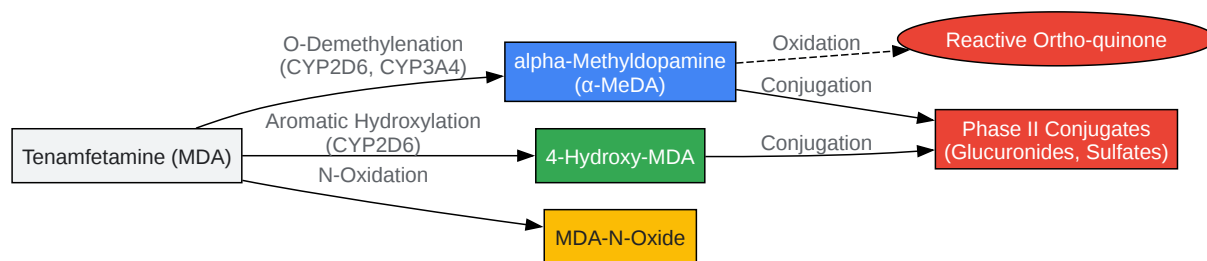 O-Demethylenation
(CYP2D6, CYP3A4)
alpha-Methyldopamine
(α-MeDA)
Oxidation
Reactive Ortho-quinone
Conjugation
Tenamfetamine (MDA)
Aromatic Hydroxylation
(CYP2D6)
4-Hydroxy-MDA
Conjugation
Phase II Conjugates
(Glucuronides, Sulfates)
N-Oxidation
MDA-N-Oxide